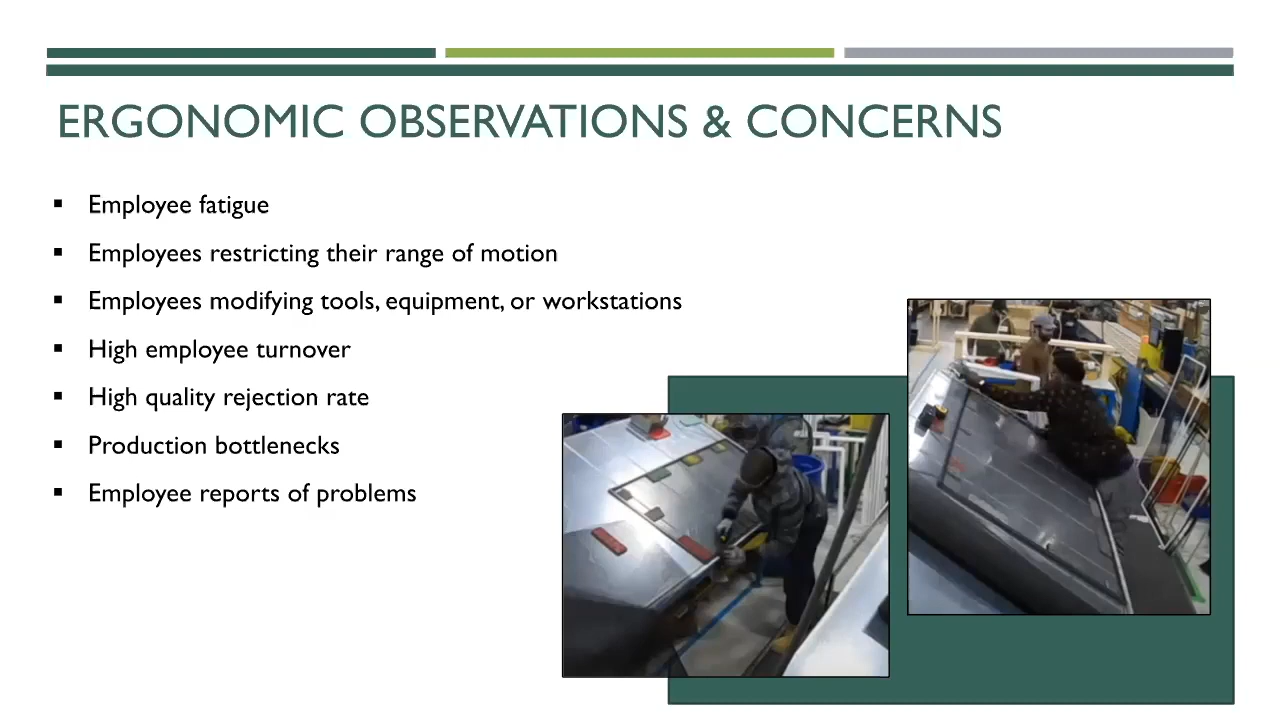 ERGONOMIC OBSERVATIONS & CONCERNS
Employee fatigue
Employees restricting their range of motion
Employees modifying tools, equipment, or workstations
High employee turnover
High quality rejection rate
Production bottlenecks
Employee reports of problems